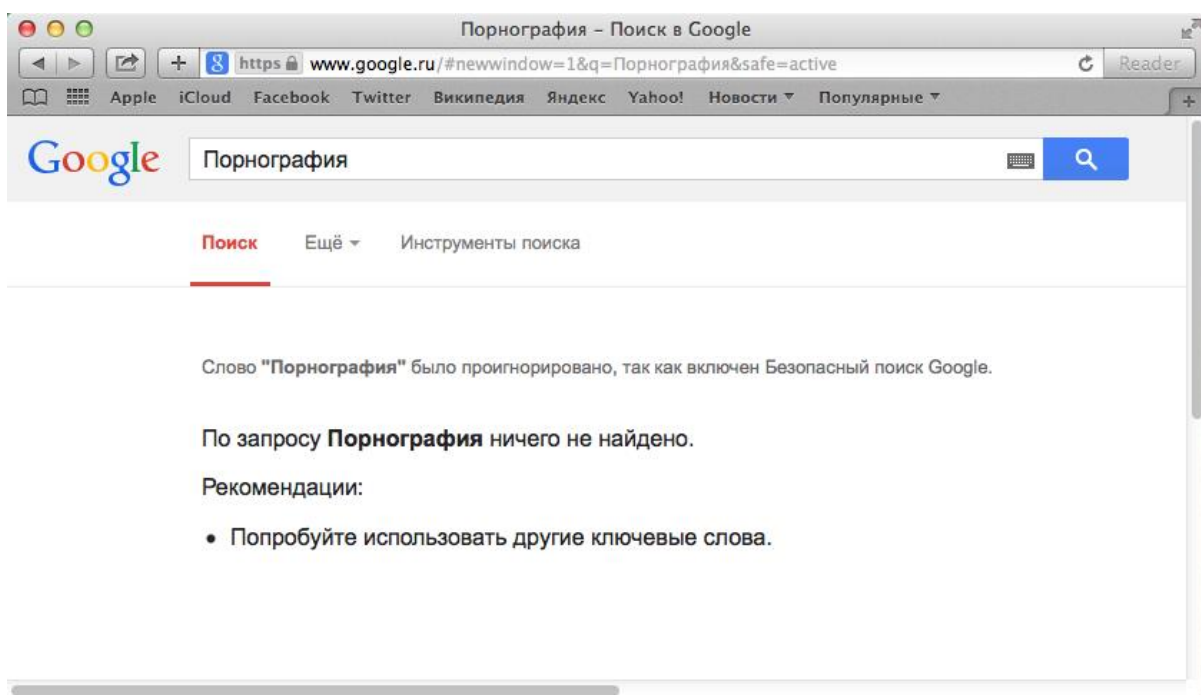 Порнография – Поиск в Google
https www.google.ru/#newwindow=1&q=Порнография&safe=active Reader
Apple iCloud Facebook Twitter Википедия Яндекс Yahoo! Новости Популярные
Google Порнография
Поиск Ещё Инструменты поиска
Слово "Порнография" было проигнорировано, так как включен Безопасный поиск Google.
По запросу Порнография ничего не найдено.
Рекомендации:
• Попробуйте использовать другие ключевые слова.